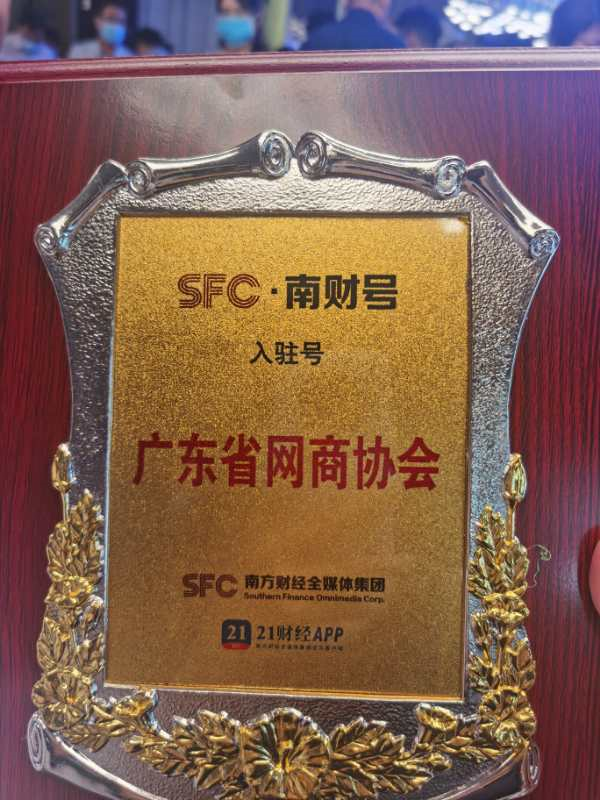 SFC·南财号
入驻号
广东省网商协会
SFC 南方财经全媒体集团
Southern Finance Omnimedia Corp.
21 21财经APP